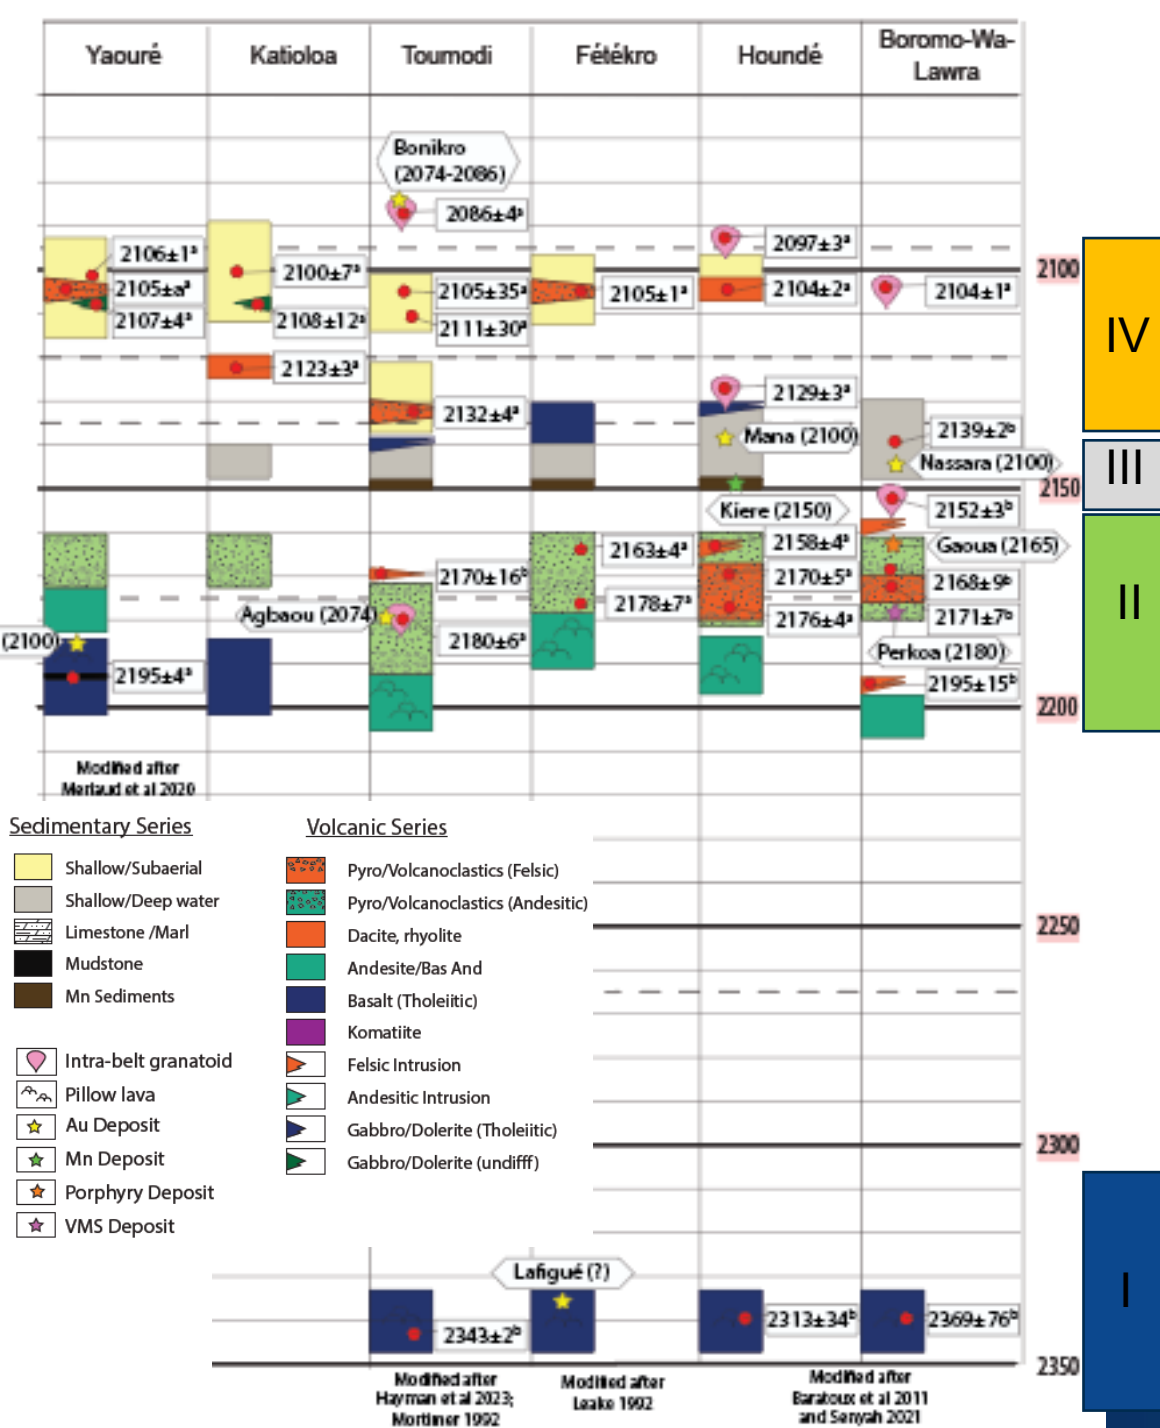 Yaouré
Katioloa
Toumodi
Fétékro
Houndé
Boromo-Wa-
Lawra
Bonikro
(2074-2086)
2086±4ᵃ
2097±3ᵃ
2106±1ᵃ
2105±aᵃ
2107±4ᵃ
2100±7ᵃ
2108±12ᵃ
2123±3ᵃ
2105±35ᵃ
2111±30ᵃ
2132±4ᵃ
2105±1ᵃ
2104±2ᵃ
2104±1ᵃ
2129±3ᵃ
Mana (2100)
2139±2ᵇ
Nassara (2100)
Kiere (2150)
2152±3ᵇ
2163±4ᵃ
2158±4ᵃ
Gaoua (2165)
2170±16ᵇ
2170±5ᵃ
2168±9ᵇ
2178±7ᵃ
2176±4ᵃ
2171±7ᵇ
Agbaou (2074)
2180±6ᵃ
(2100)
Perkoa (2180)
2195±4ᵃ
2195±15ᵇ
2100
2150
2200
2250
2300
2350
IV
III
II
I
Modified after
Meriaud et al 2020
Sedimentary Series
Shallow/Subaerial
Shallow/Deep water
Limestone /Marl
Mudstone
Mn Sediments
Intra-belt granatoid
Pillow lava
Au Deposit
Mn Deposit
Porphyry Deposit
VMS Deposit
Volcanic Series
Pyro/Volcanoclastics (Felsic)
Pyro/Volcanoclastics (Andesitic)
Dacite, rhyolite
Andesite/Bas And
Basalt (Tholeiitic)
Komatiite
Felsic Intrusion
Andesitic Intrusion
Gabbro/Dolerite (Tholeiitic)
Gabbro/Dolerite (undifff)
Lafigué (?)
2343±2ᵇ
2313±34ᵇ
2369±76ᵇ
Modified after
Hayman et al 2023;
Mortimer 1992
Modified after
Leake 1992
Modified after
Baratoux et al 2011
and Senyah 2021